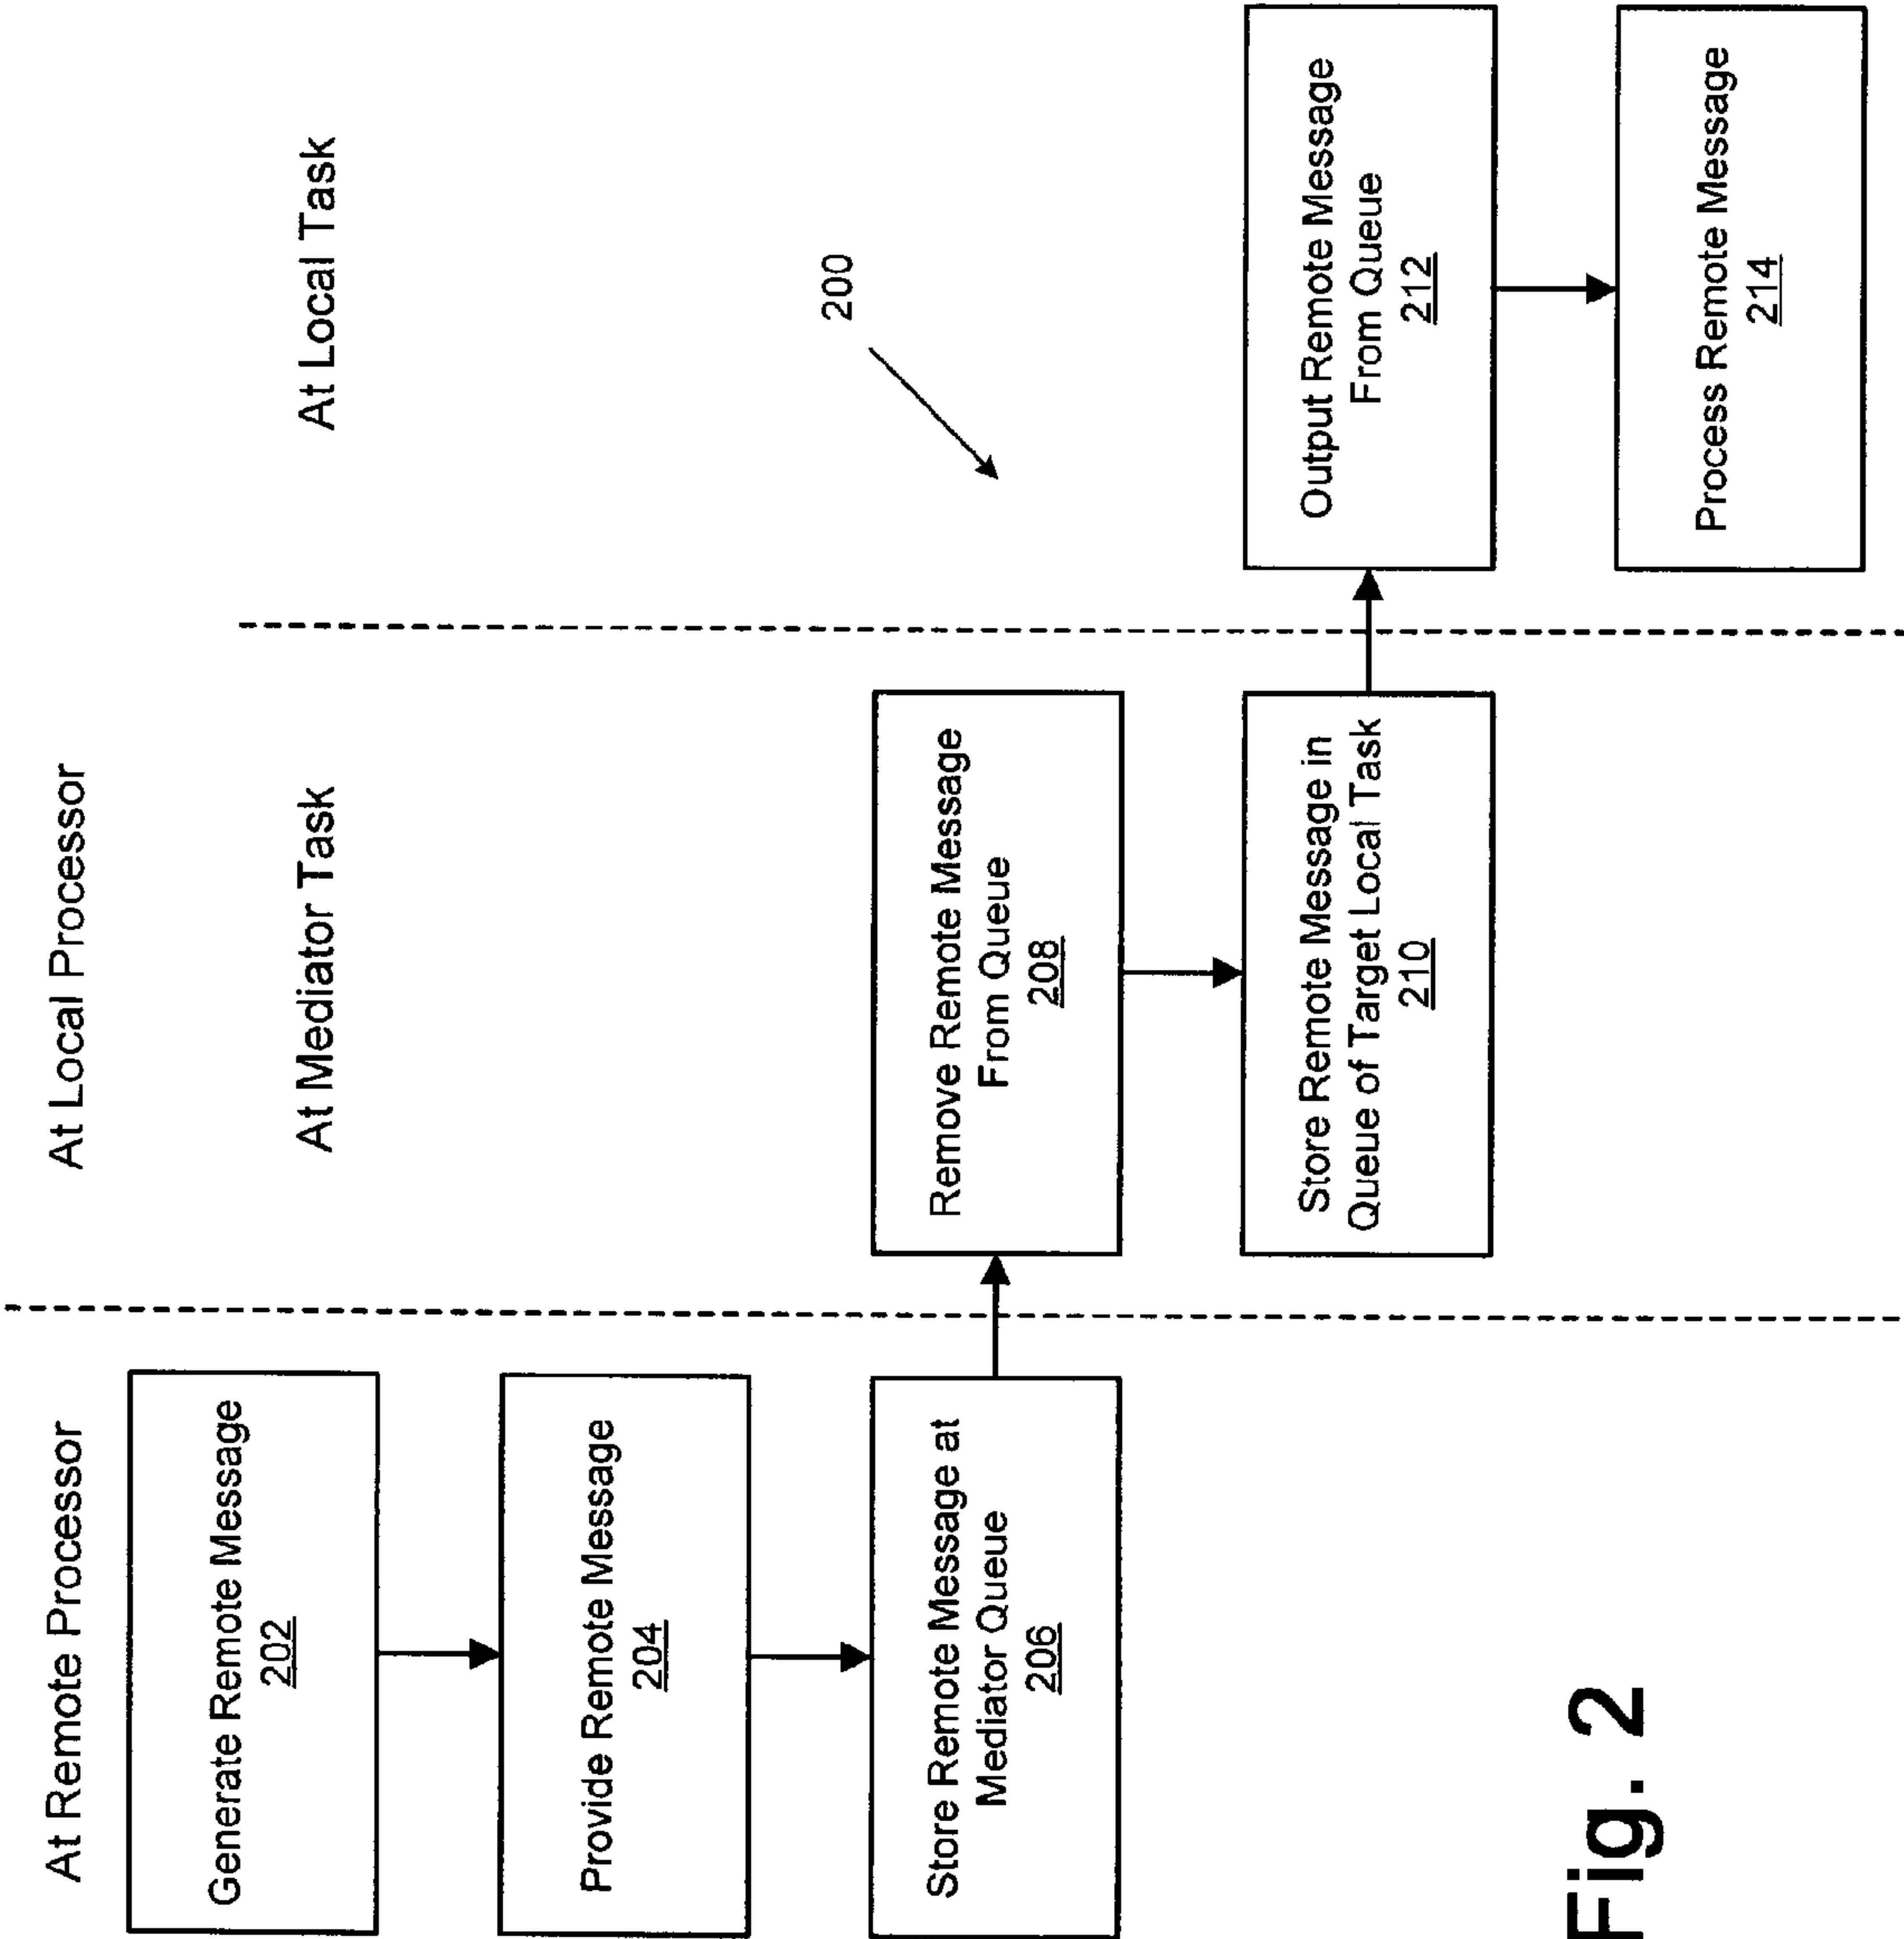 At Remote Processor
At Local Processor
At Mediator Task
At Local Task
Generate Remote Message
202
Provide Remote Message
204
Store Remote Message at
Mediator Queue
206
200
Remove Remote Message
From Queue
208
Store Remote Message in
Queue of Target Local Task
210
Output Remote Message
From Queue
212
Process Remote Message
214
Fig. 2